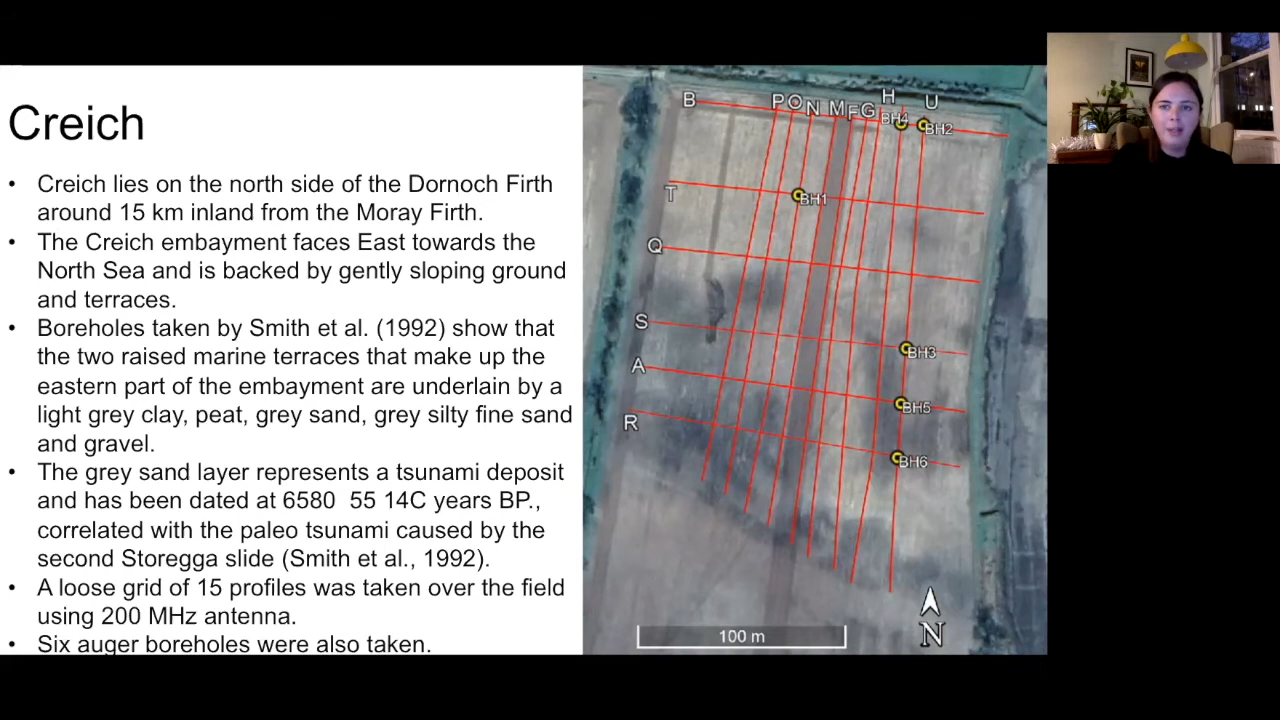 Creich
• Creich lies on the north side of the Dornoch Firth
around 15 km inland from the Moray Firth.
• The Creich embayment faces East towards the
North Sea and is backed by gently sloping ground
and terraces.
• Boreholes taken by Smith et al. (1992) show that
the two raised marine terraces that make up the
eastern part of the embayment are underlain by a
light grey clay, peat, grey sand, grey silty fine sand
and gravel.
• The grey sand layer represents a tsunami deposit
and has been dated at 6580 55 14C years BP.,
correlated with the paleo tsunami caused by the
second Storegga slide (Smith et al., 1992).
• A loose grid of 15 profiles was taken over the field
using 200 MHz antenna.
• Six auger boreholes were also taken.
B P O N M F G H U
BH4 BH2
T BH1
Q
S BH3
A BH5
R BH6
100 m
N